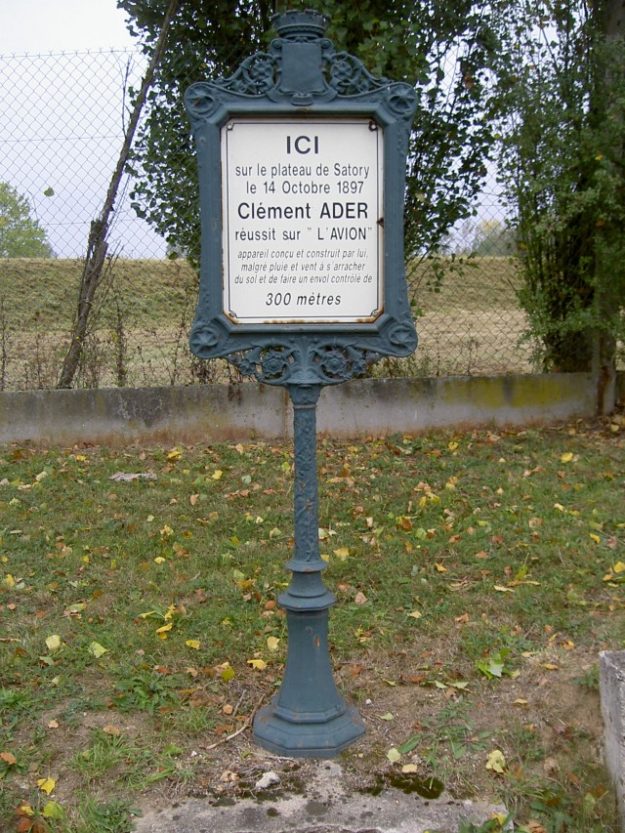 ICI
sur le plateau de Satory
le 14 Octobre 1897
Clément ADER
réussit sur "L'AVION"
appareil conçu et construit par lui,
malgré pluie et vent à s'arracher
du sol et de faire un envol contrôlé de
300 mètres